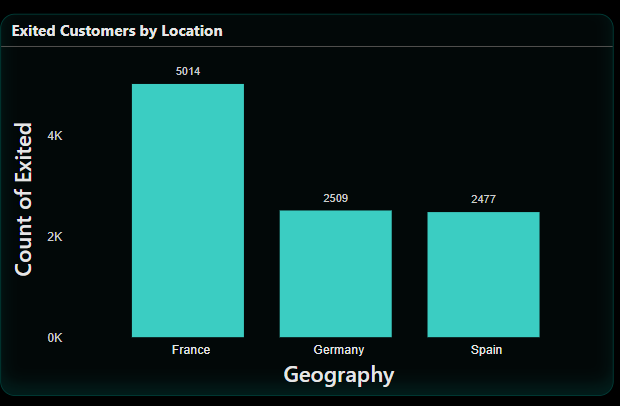 Exited Customers by Location
Count of Exited
4K
2K
0K
5014
2509
2477
France
Germany
Spain
Geography